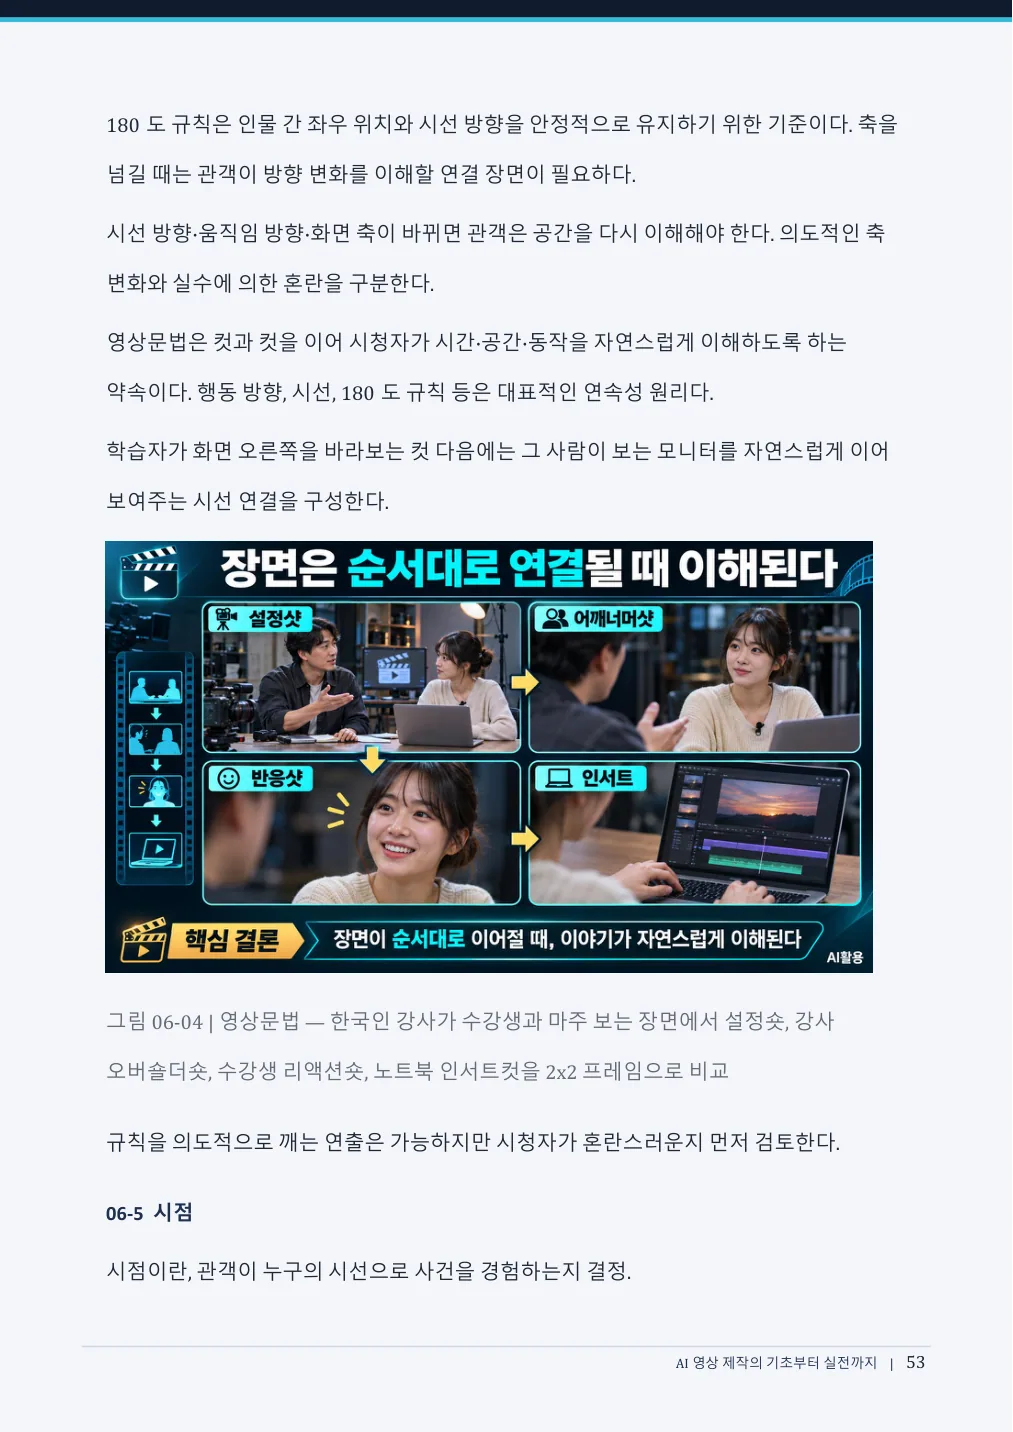 180 도 규칙은 인물 간 좌우 위치와 시선 방향을 안정적으로 유지하기 위한 기준이다. 축을
넘길 때는 관객이 방향 변화를 이해할 연결 장면이 필요하다.
시선 방향·움직임 방향·화면 축이 바뀌면 관객은 공간을 다시 이해해야 한다. 의도적인 축
변화와 실수에 의한 혼란을 구분한다.
영상문법은 컷과 컷을 이어 시청자가 시간·공간·동작을 자연스럽게 이해하도록 하는
약속이다. 행동 방향, 시선, 180 도 규칙 등은 대표적인 연속성 원리다.
학습자가 화면 오른쪽을 바라보는 컷 다음에는 그 사람이 보는 모니터를 자연스럽게 이어
보여주는 시선 연결을 구성한다.
장면은 순서대로 연결될 때 이해된다
설정샷
어깨너머샷
반응샷
인서트
핵심 결론
장면이 순서대로 이어절 때, 이야기가 자연스럽게 이해된다
AI활용
그림 06-04 | 영상문법 — 한국인 강사가 수강생과 마주 보는 장면에서 설정숏, 강사
오버숄더숏, 수강생 리액션숏, 노트북 인서트컷을 2x2 프레임으로 비교
규칙을 의도적으로 깨는 연출은 가능하지만 시청자가 혼란스러운지 먼저 검토한다.
06-5 시점
시점이란, 관객이 누구의 시선으로 사건을 경험하는지 결정.
AI 영상 제작의 기초부터 실전까지 | 53